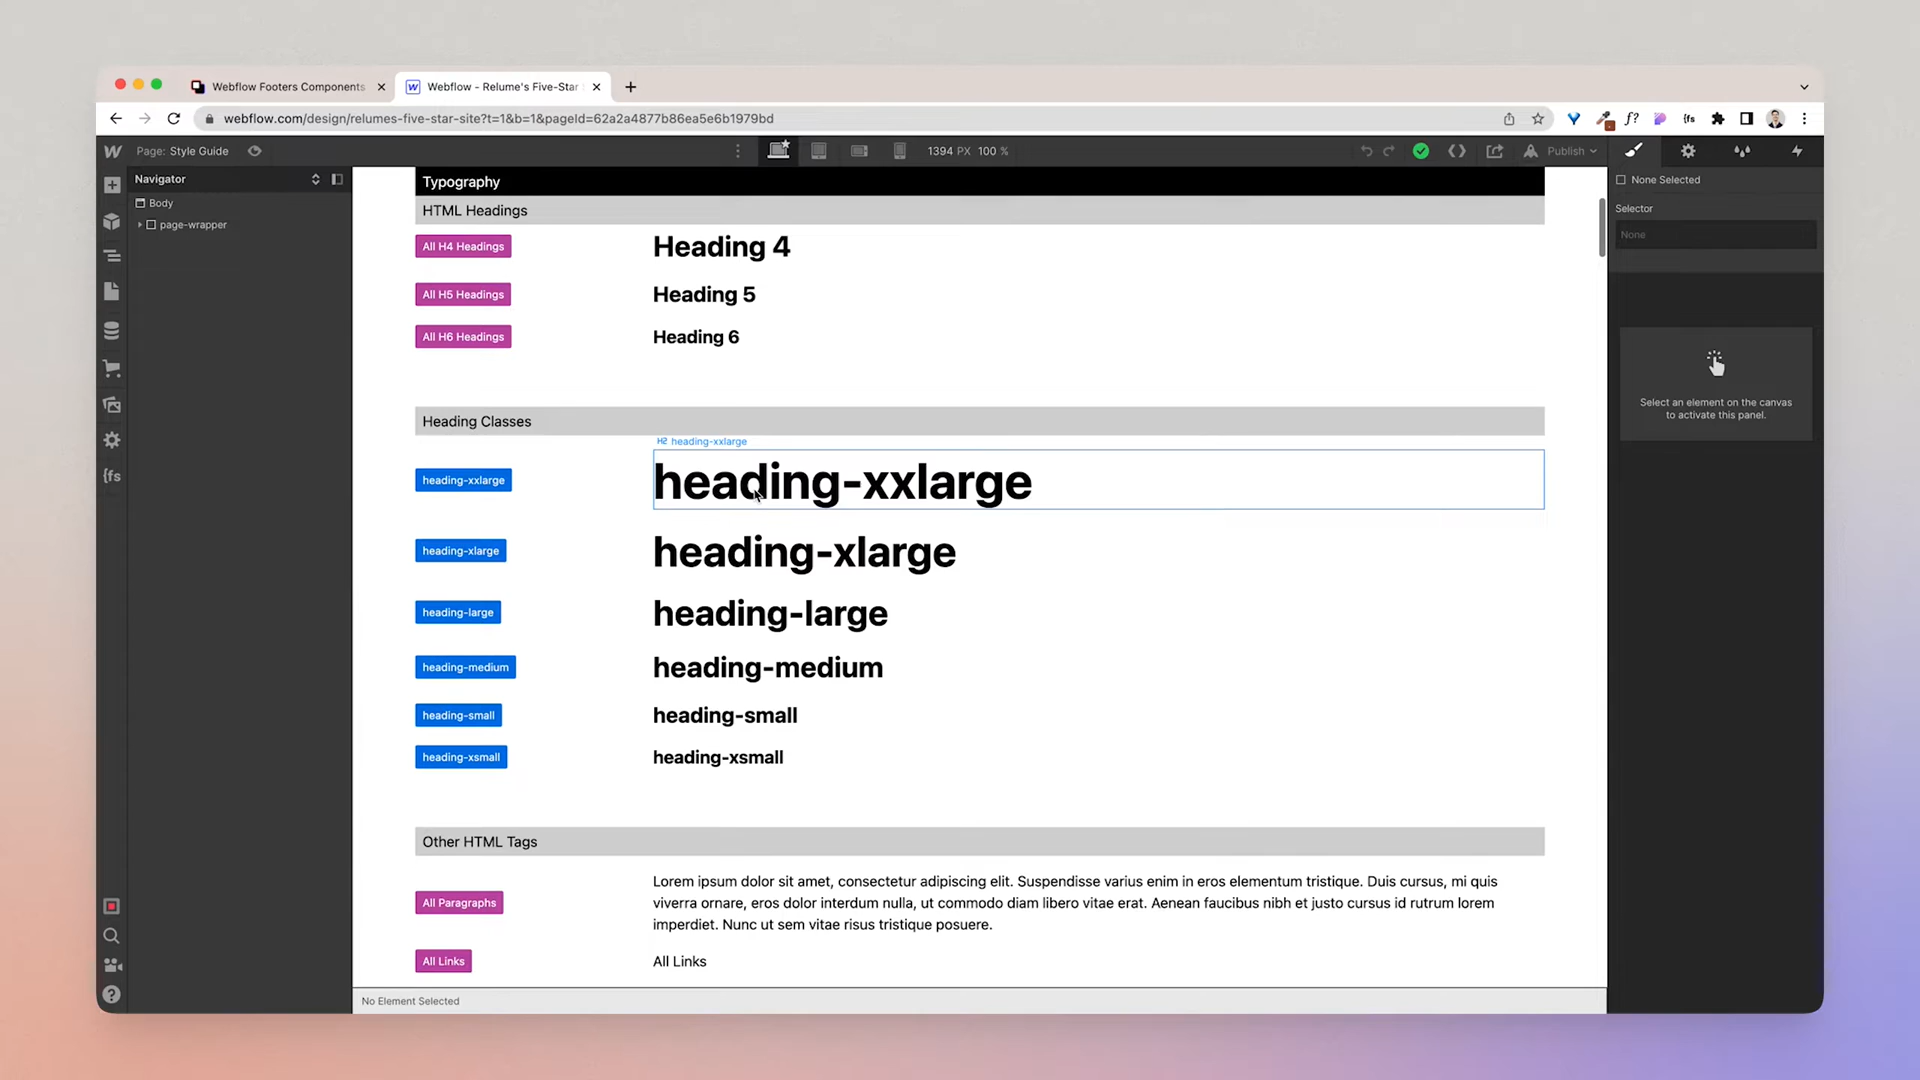 Webflow Footers Components
Webflow - Relume's Five-Star
webflow.com/design/relumes-five-star-site?t=1&b=1&pageId=62a2a4877b86ea5e6b1979bd
f?
{fs
Page: Style Guide
1394 PX 100 %
Publish
Navigator
Body
page-wrapper
{fs
Typography
HTML Headings
All H4 Headings
Heading 4
All H5 Headings
Heading 5
All H6 Headings
Heading 6
Heading Classes
H2 heading-xxlarge
heading-xxlarge
heading-xxlarge
heading-xlarge
heading-xlarge
heading-large
heading-large
heading-medium
heading-medium
heading-small
heading-small
heading-xsmall
heading-xsmall
Other HTML Tags
All Paragraphs
Lorem ipsum dolor sit amet, consectetur adipiscing elit. Suspendisse varius enim in eros elementum tristique. Duis cursus, mi quis
viverra ornare, eros dolor interdum nulla, ut commodo diam libero vitae erat. Aenean faucibus nibh et justo cursus id rutrum lorem
imperdiet. Nunc ut sem vitae risus tristique posuere.
All Links
All Links
No Element Selected
None Selected
Selector
None
Select an element on the canvas
to activate this panel.